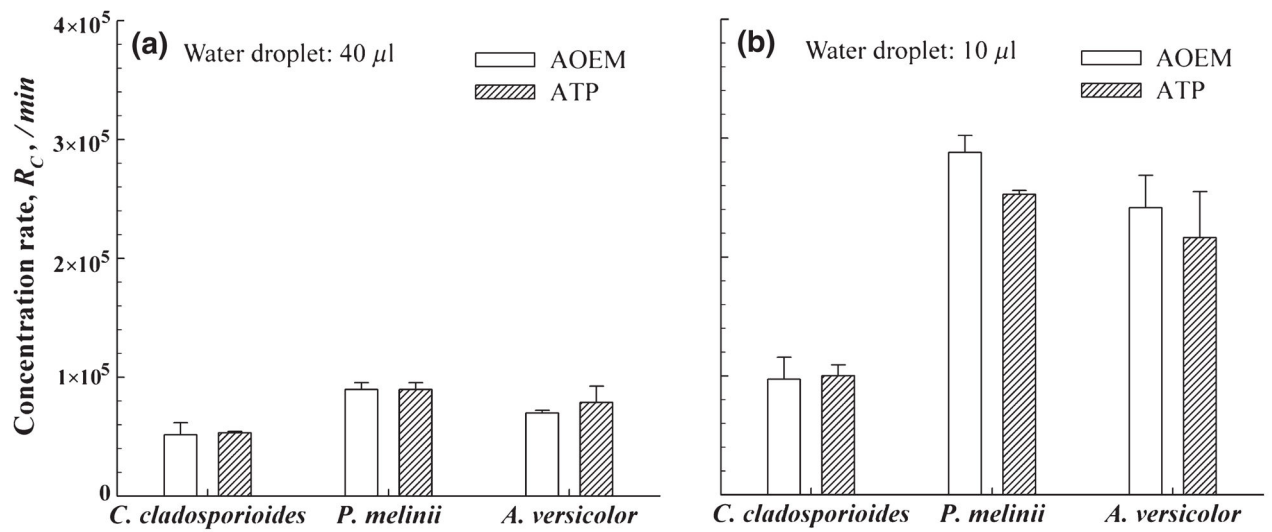 (a) Water droplet: 40 μl
AOEM
ATP
Concentration rate, R_C, /min
4×10⁵
3×10⁵
2×10⁵
1×10⁵
0
C. cladosporioides P. melinii A. versicolor
(b) Water droplet: 10 μl
AOEM
ATP
C. cladosporioides P. melinii A. versicolor